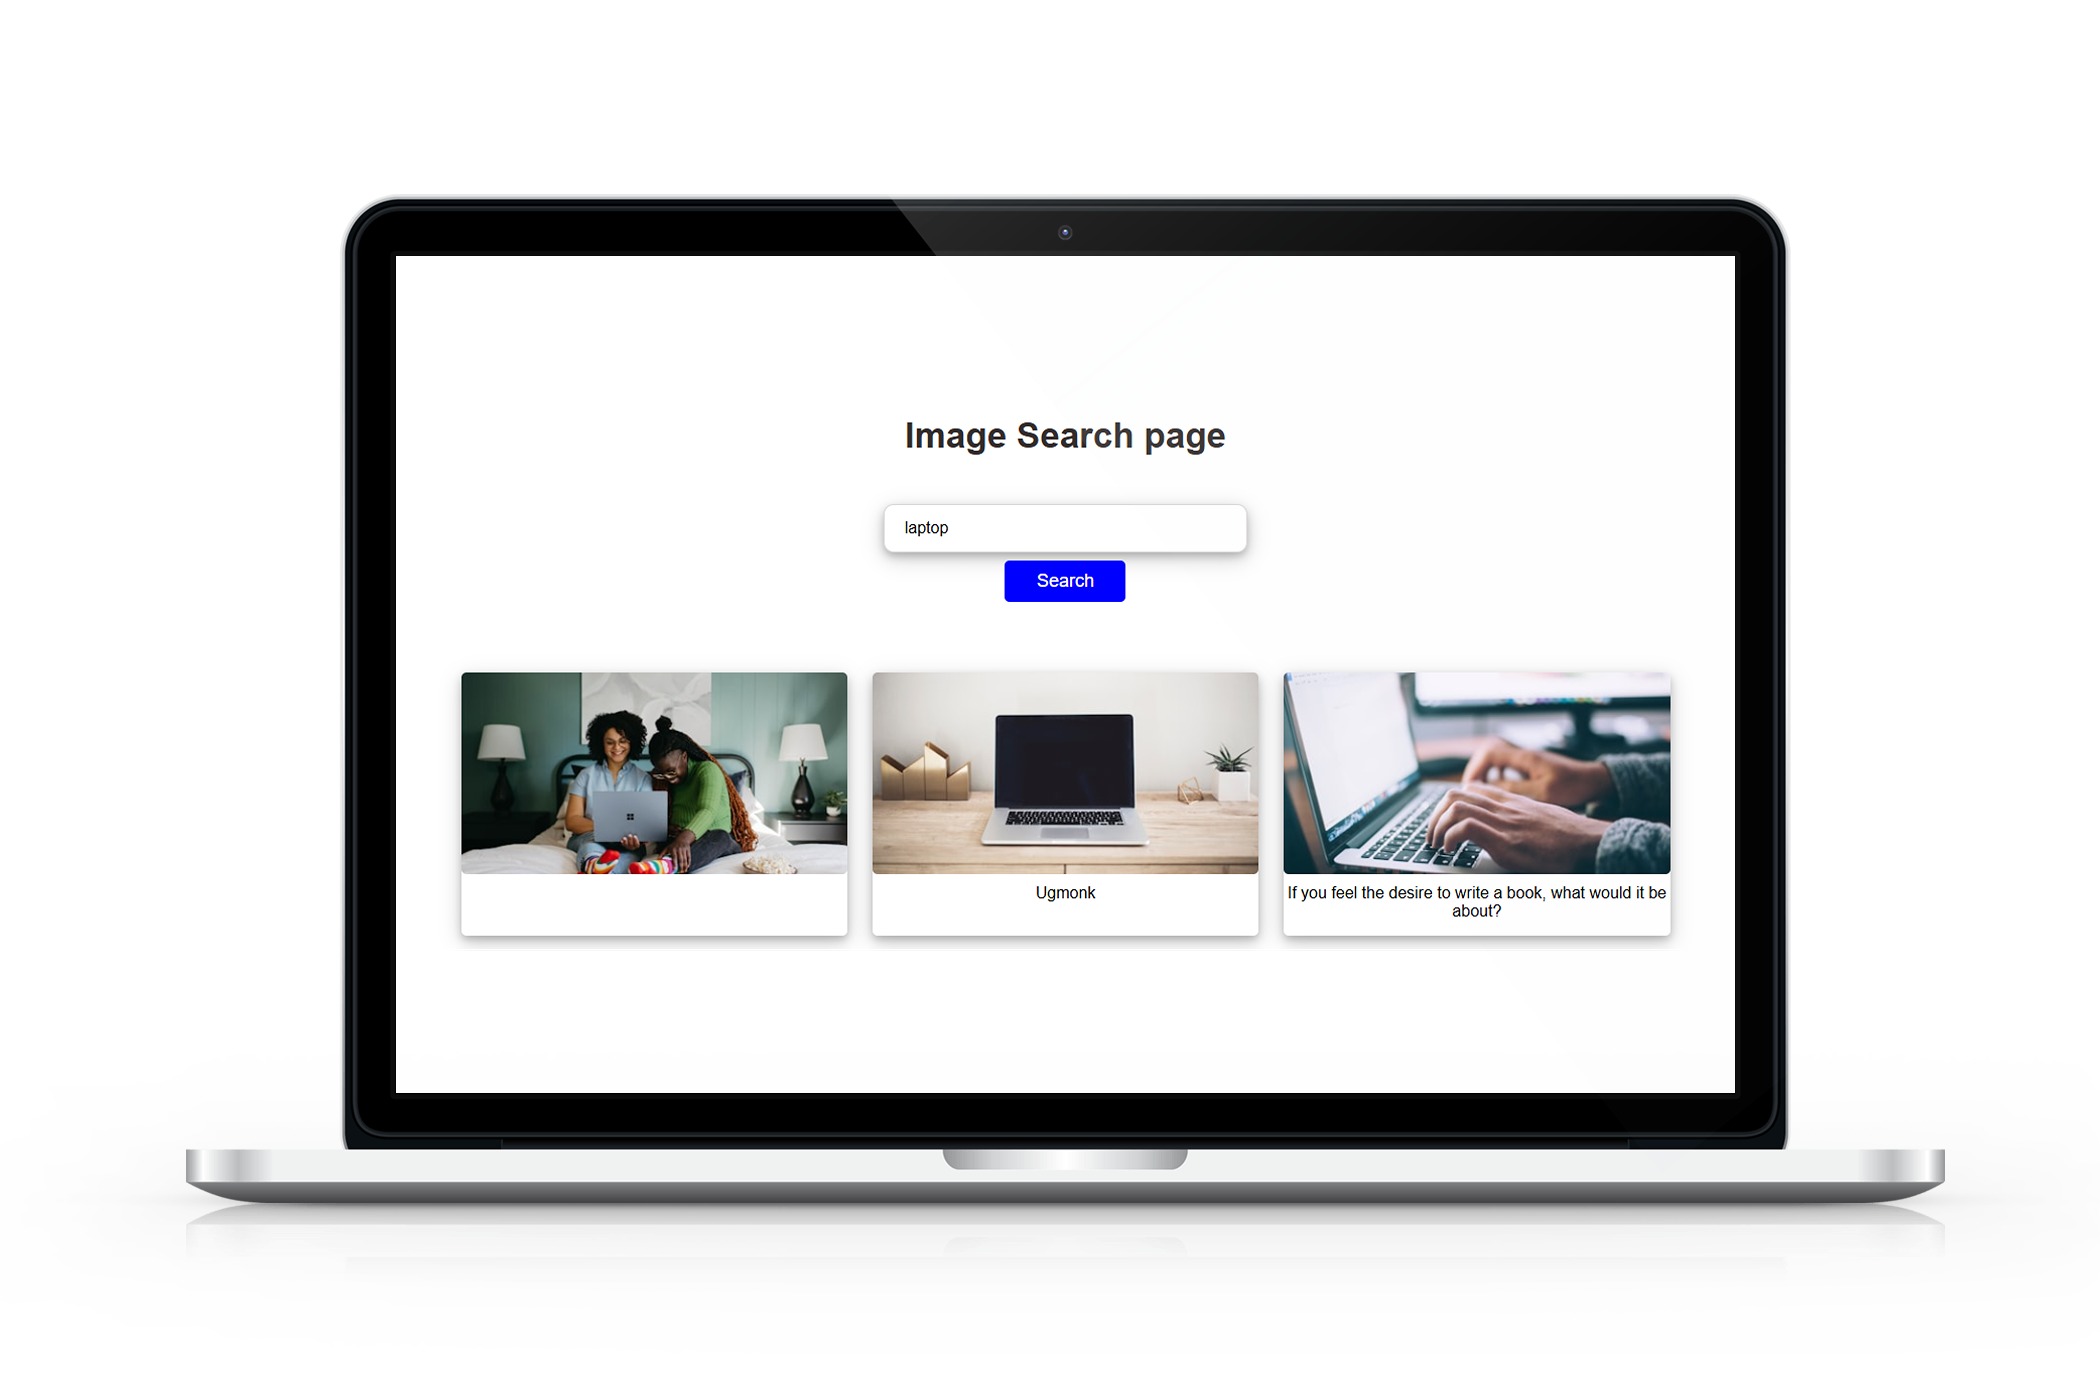 Image Search page
laptop
Search
Ugmonk
If you feel the desire to write a book, what would it be
about?